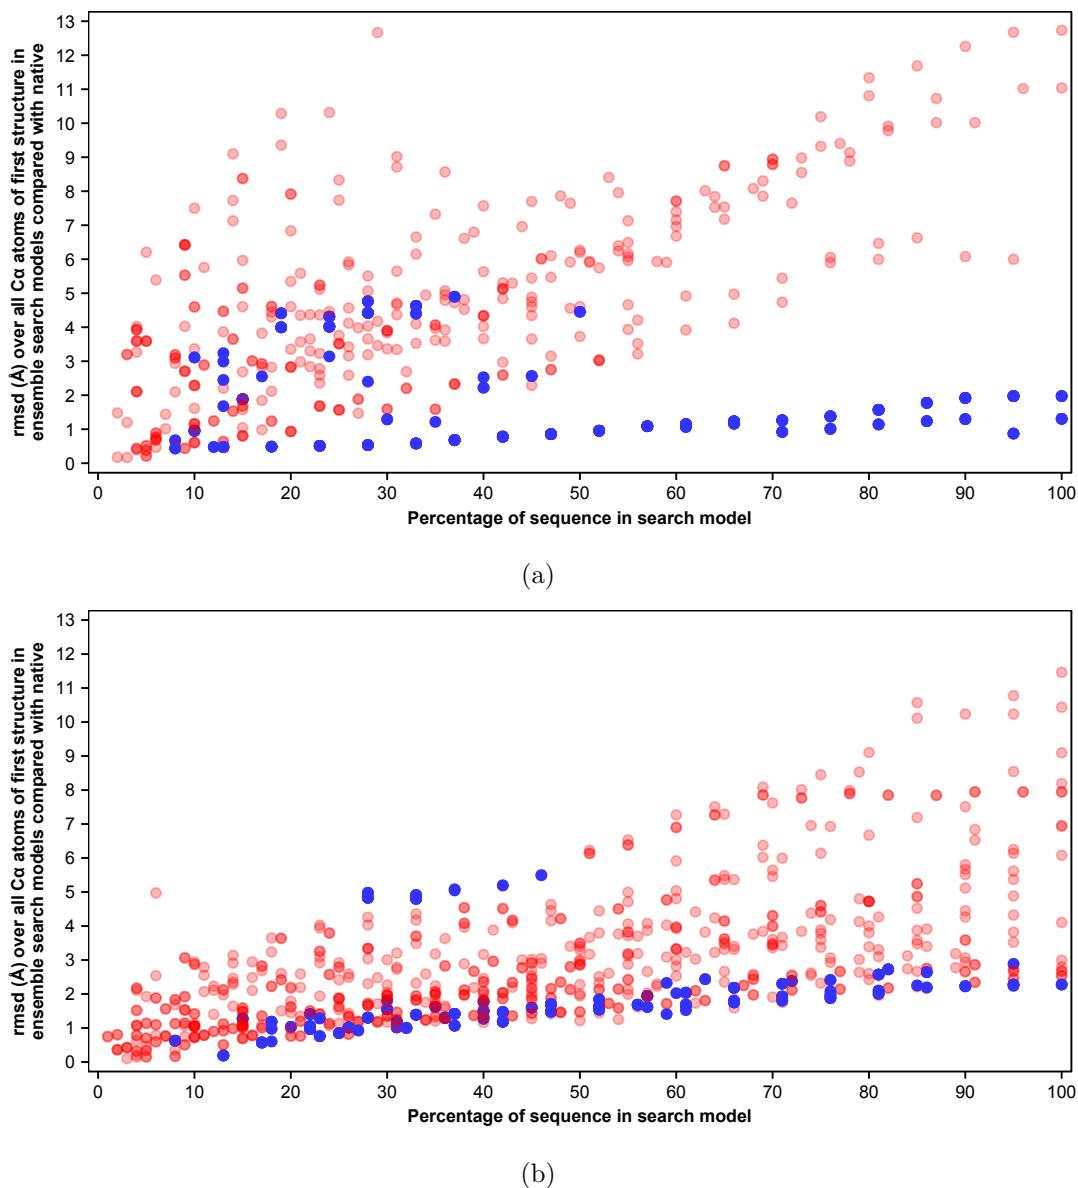 13
12
11
10
9
8
7
6
5
4
3
2
1
0
rmsd (Å) over all Cα atoms of first structure in
ensemble search models compared with native
0 10 20 30 40 50 60 70 80 90 100
Percentage of sequence in search model
(a)
13
12
11
10
9
8
7
6
5
4
3
2
1
0
rmsd (Å) over all Cα atoms of first structure in
ensemble search models compared with native
0 10 20 30 40 50 60 70 80 90 100
Percentage of sequence in search model
(b)